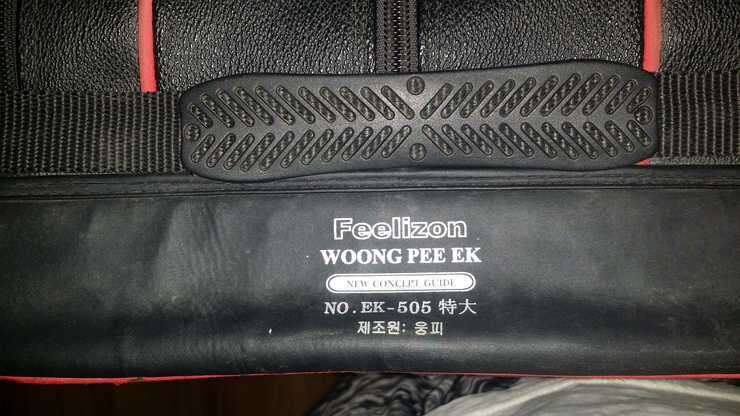 Feelizon
WOONG PEE EK
NEW CONCEPT GUIDE
NO. EK-505 特大
제조원: 웅피